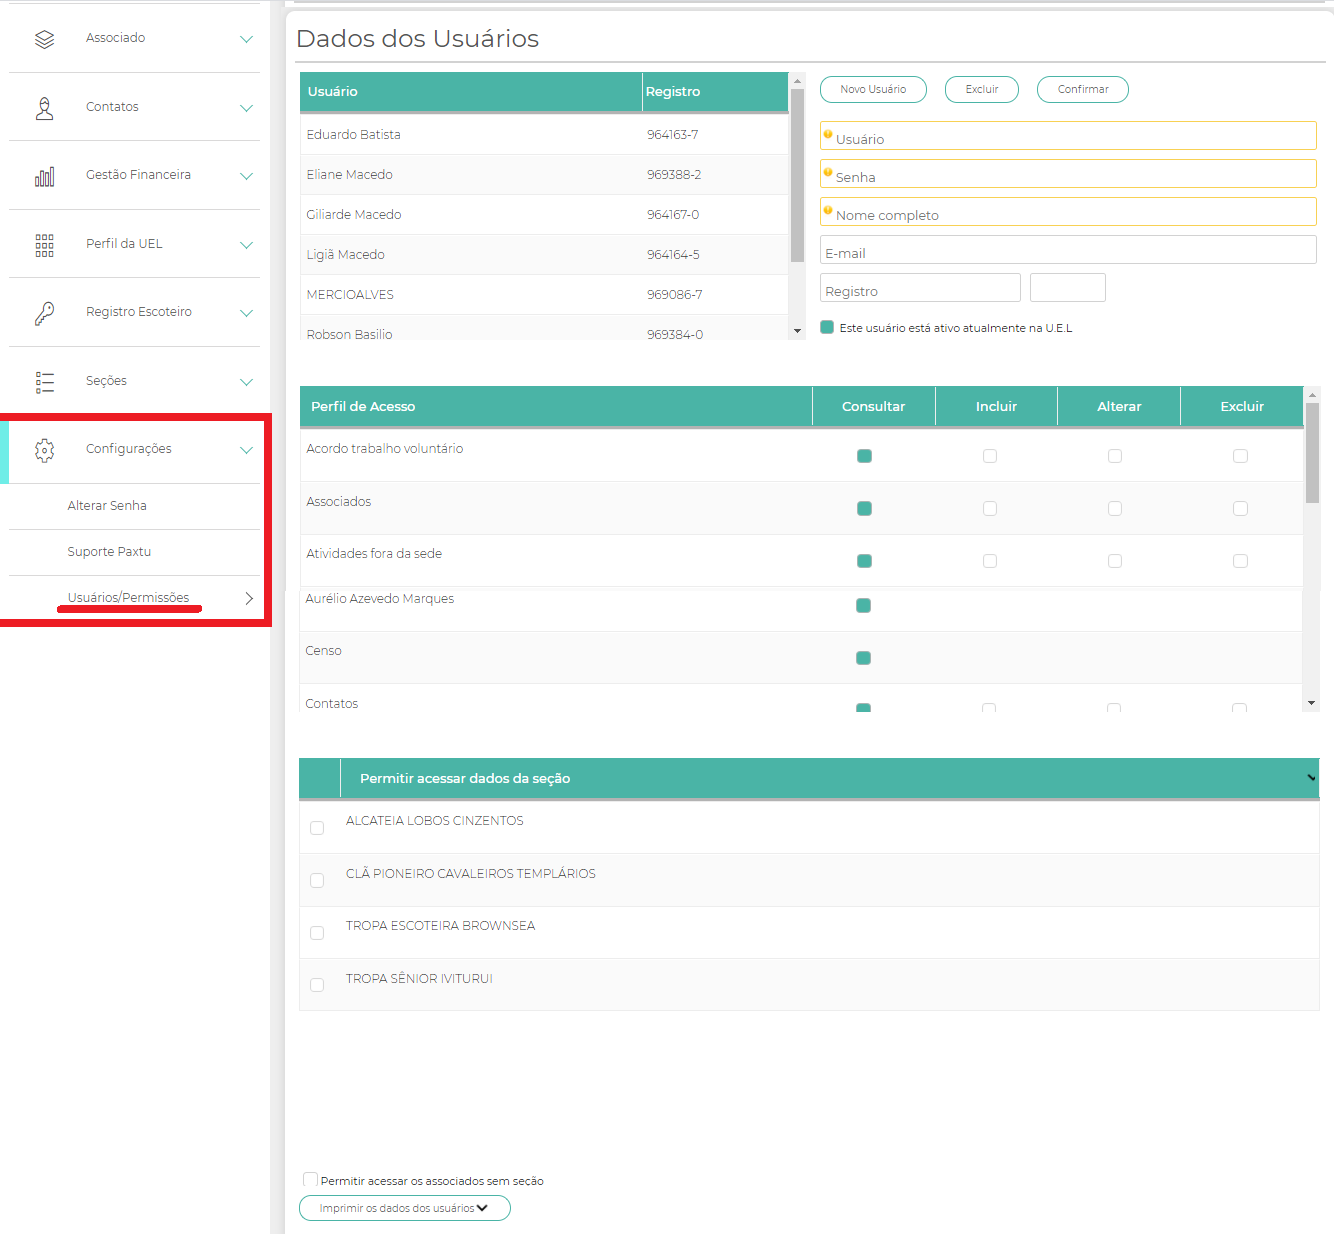 Associado
Contatos
Gestão Financeira
Perfil da UEL
Registro Escoteiro
Seções
Configurações
Alterar Senha
Suporte Paxtu
Usuários/Permissões
Dados dos Usuários
Usuário Registro
Eduardo Batista 964163-7
Eliane Macedo 969388-2
Giliarde Macedo 964167-0
Ligiã Macedo 964164-5
MERCIOALVES 969086-7
Robson Basilio 969384-0
Novo Usuário Excluir Confirmar
Usuário
Senha
Nome completo
E-mail
Registro
Este usuário está ativo atualmente na U.E.L
Perfil de Acesso Consultar Incluir Alterar Excluir
Acordo trabalho voluntário
Associados
Atividades fora da sede
Aurélio Azevedo Marques
Censo
Contatos
Permitir acessar dados da seção
ALCATEIA LOBOS CINZENTOS
CLÃ PIONEIRO CAVALEIROS TEMPLÁRIOS
TROPA ESCOTEIRA BROWNSEA
TROPA SÊNIOR IVITURUI
Permitir acessar os associados sem seção
Imprimir os dados dos usuários